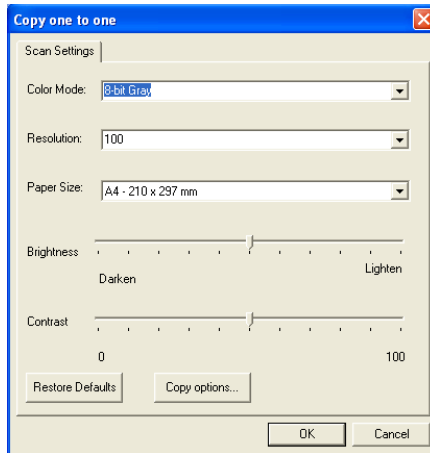 Copy one to one
Scan Settings
Color Mode: 8-bit Gray
Resolution: 100
Paper Size: A4 - 210 x 297 mm
Brightness
Darken Lighten
Contrast
0 100
Restore Defaults Copy options...
OK Cancel